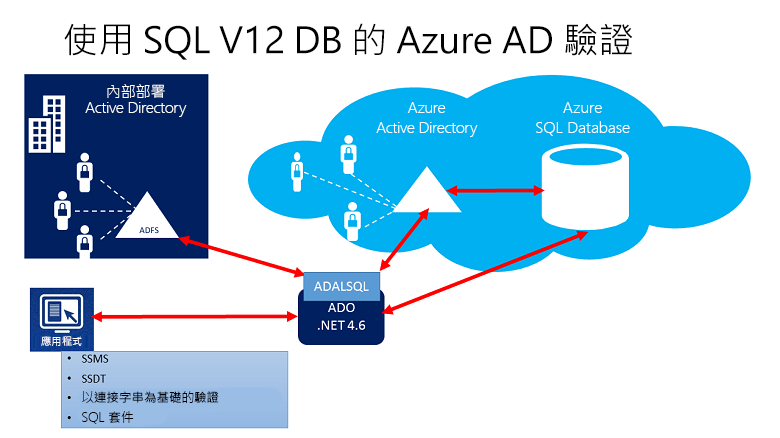 使用 SQL V12 DB 的 Azure AD 驗證
內部部署
Active Directory
ADFS
Azure
Active Directory
Azure
SQL Database
ADALSQL
ADO
.NET 4.6
應用程式
• SSMS
• SSDT
• 以連接字串為基礎的驗證
• SQL 套件